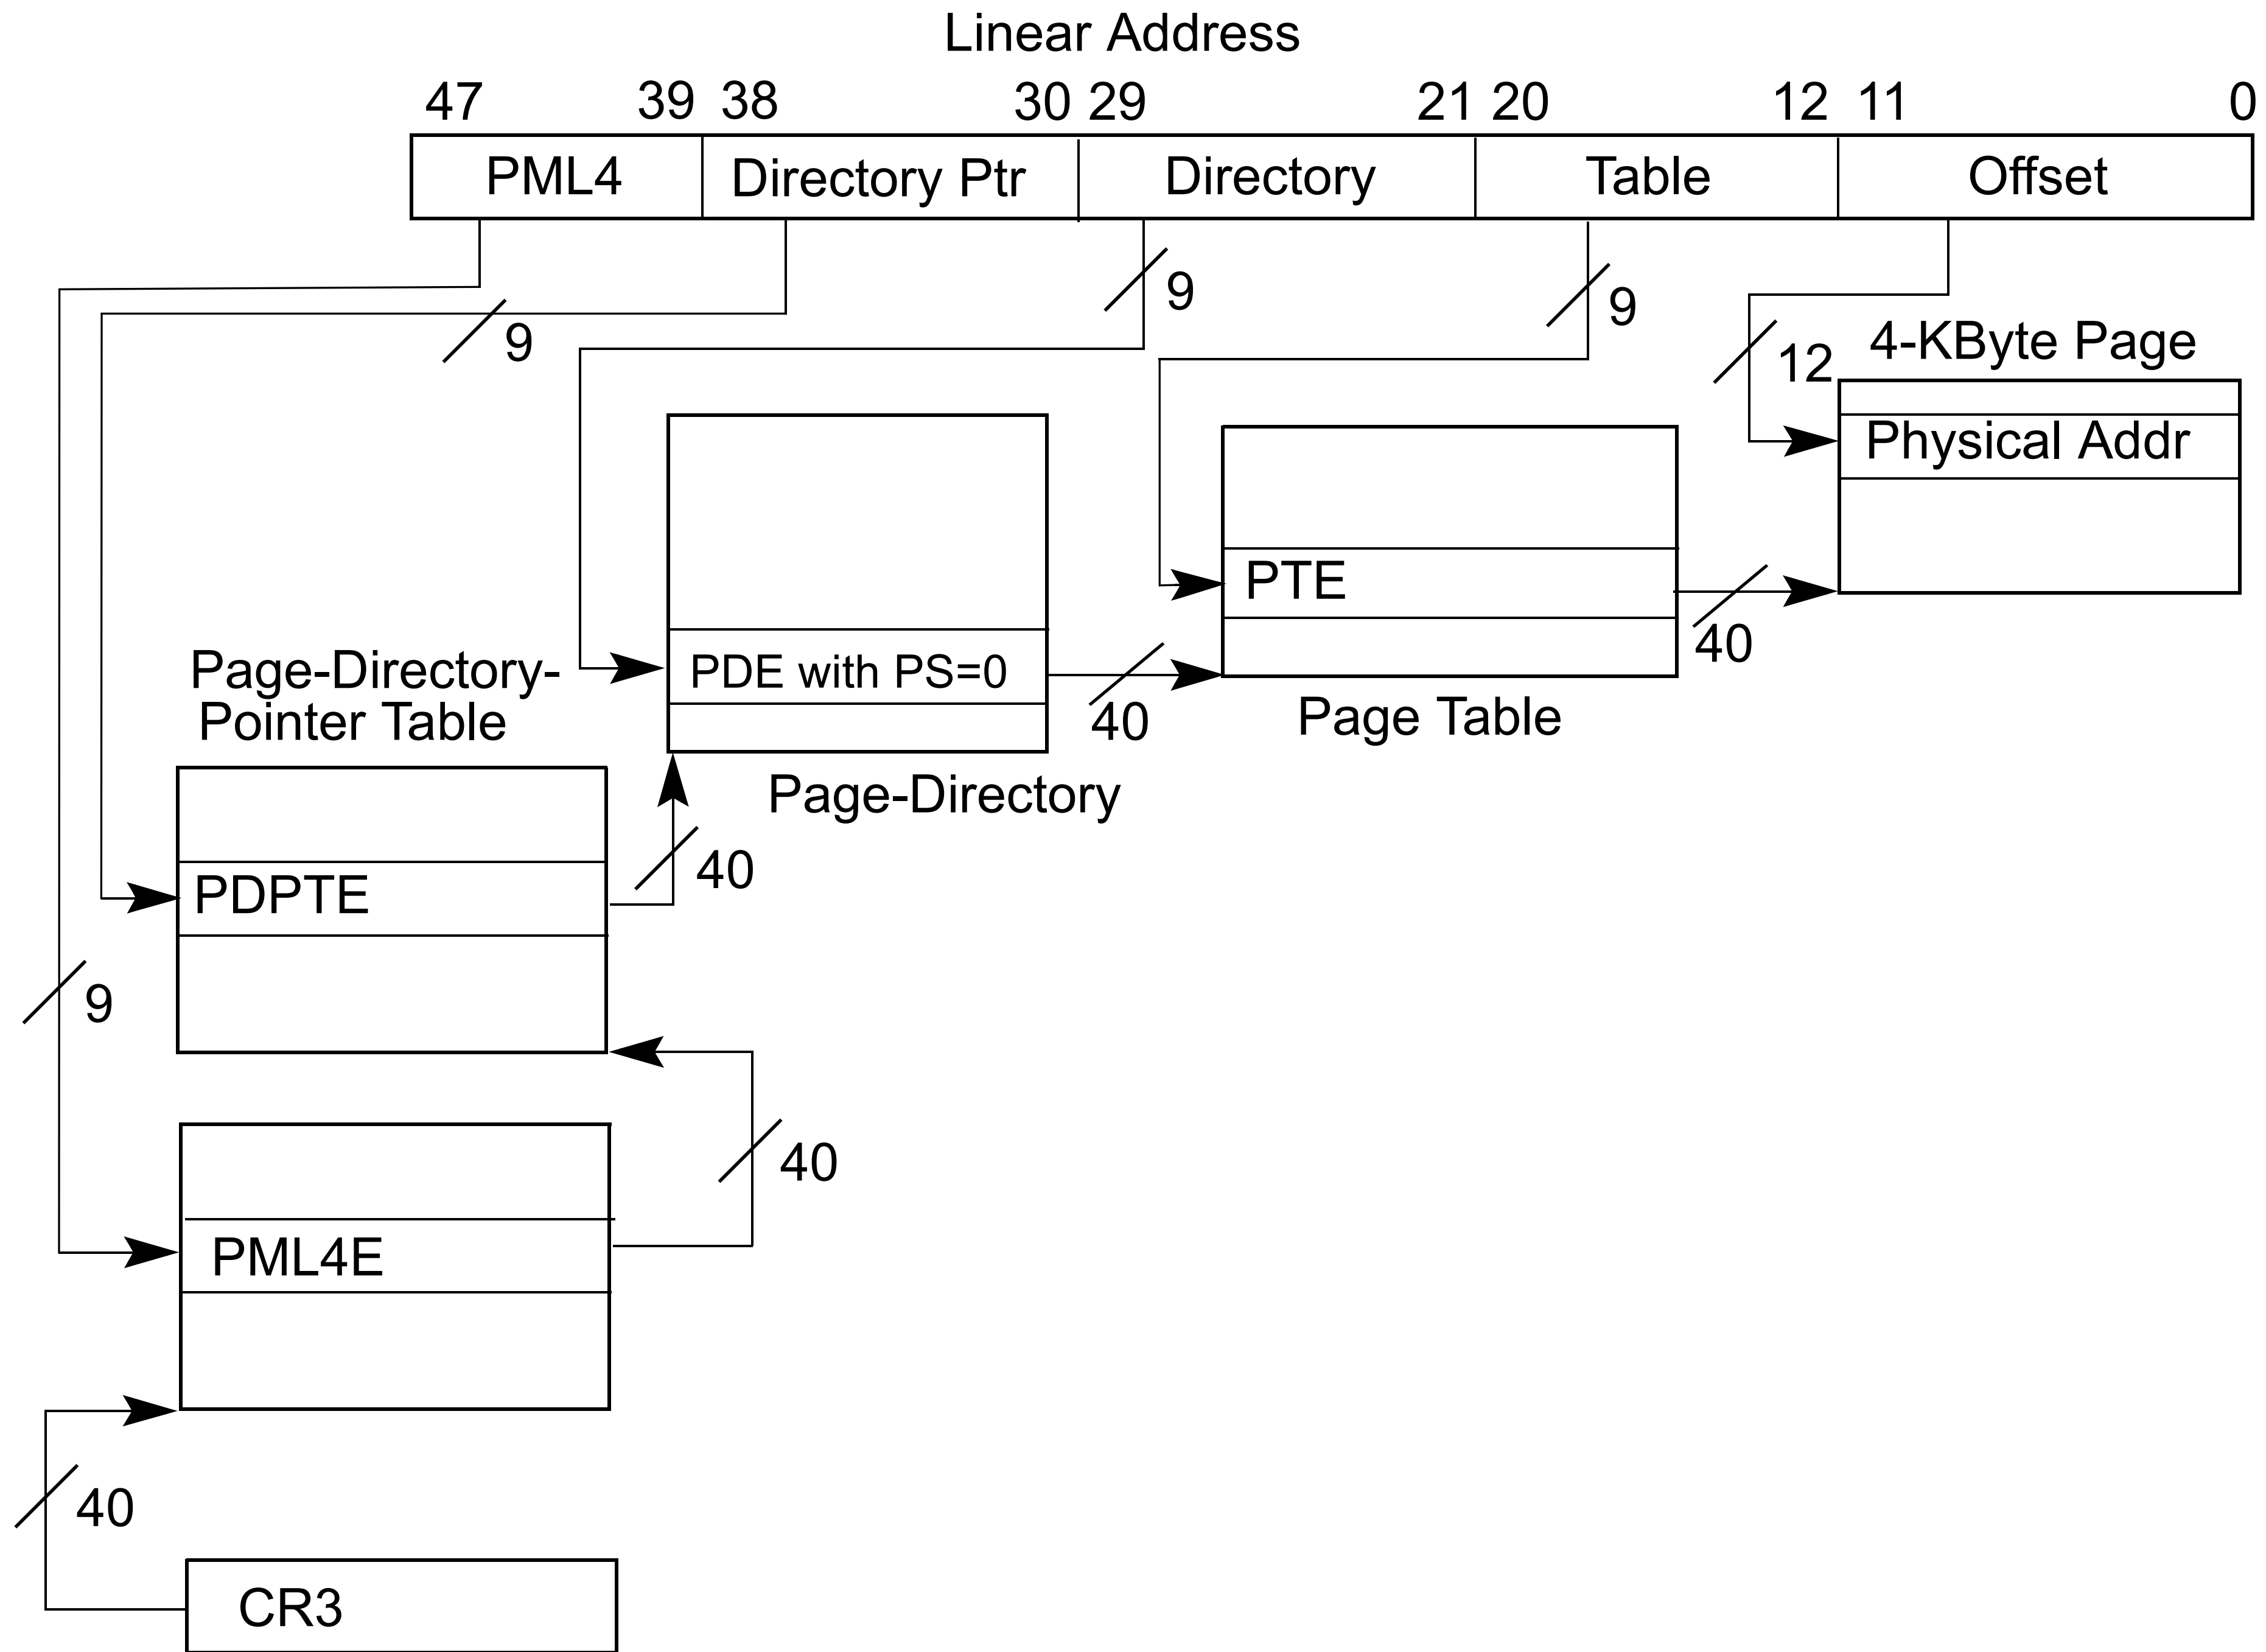 Linear Address
47 39 38 30 29 21 20 12 11 0
PML4 Directory Ptr Directory Table Offset
9
9
9
12
4-KByte Page
Physical Addr
PTE
40
PDE with PS=0
40
Page Table
Page-Directory-
Pointer Table
Page-Directory
40
PDPTE
9
40
PML4E
40
CR3